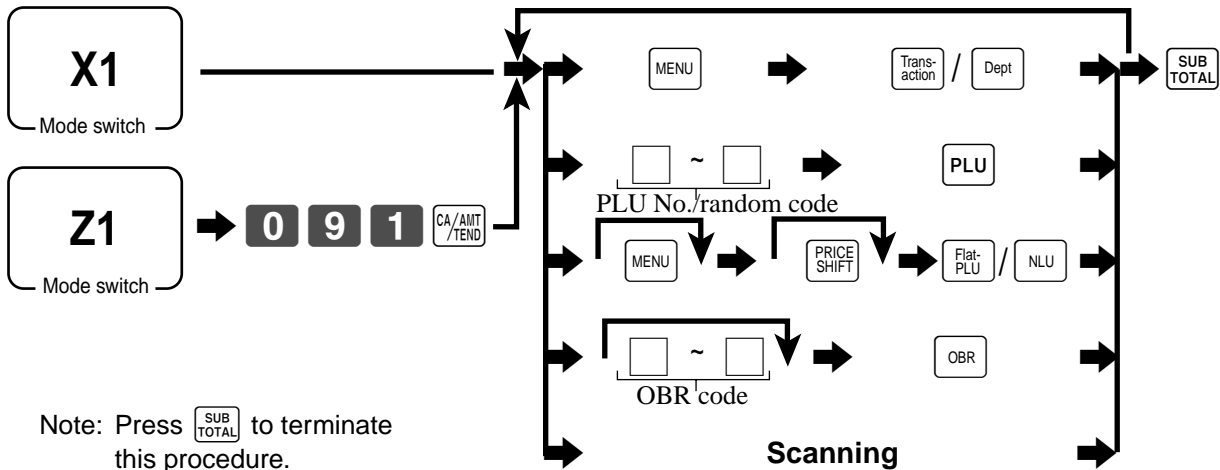 X1
Mode switch
MENU
Trans-
action / Dept
SUB
TOTAL
~
PLU
PLU No./random code
Z1
Mode switch
0 9 1 CA/AMT
/TEND
MENU
PRICE
SHIFT
Flat-
PLU / NLU
~
OBR
OBR code
Note: Press SUB
TOTAL to terminate
this procedure.
Scanning